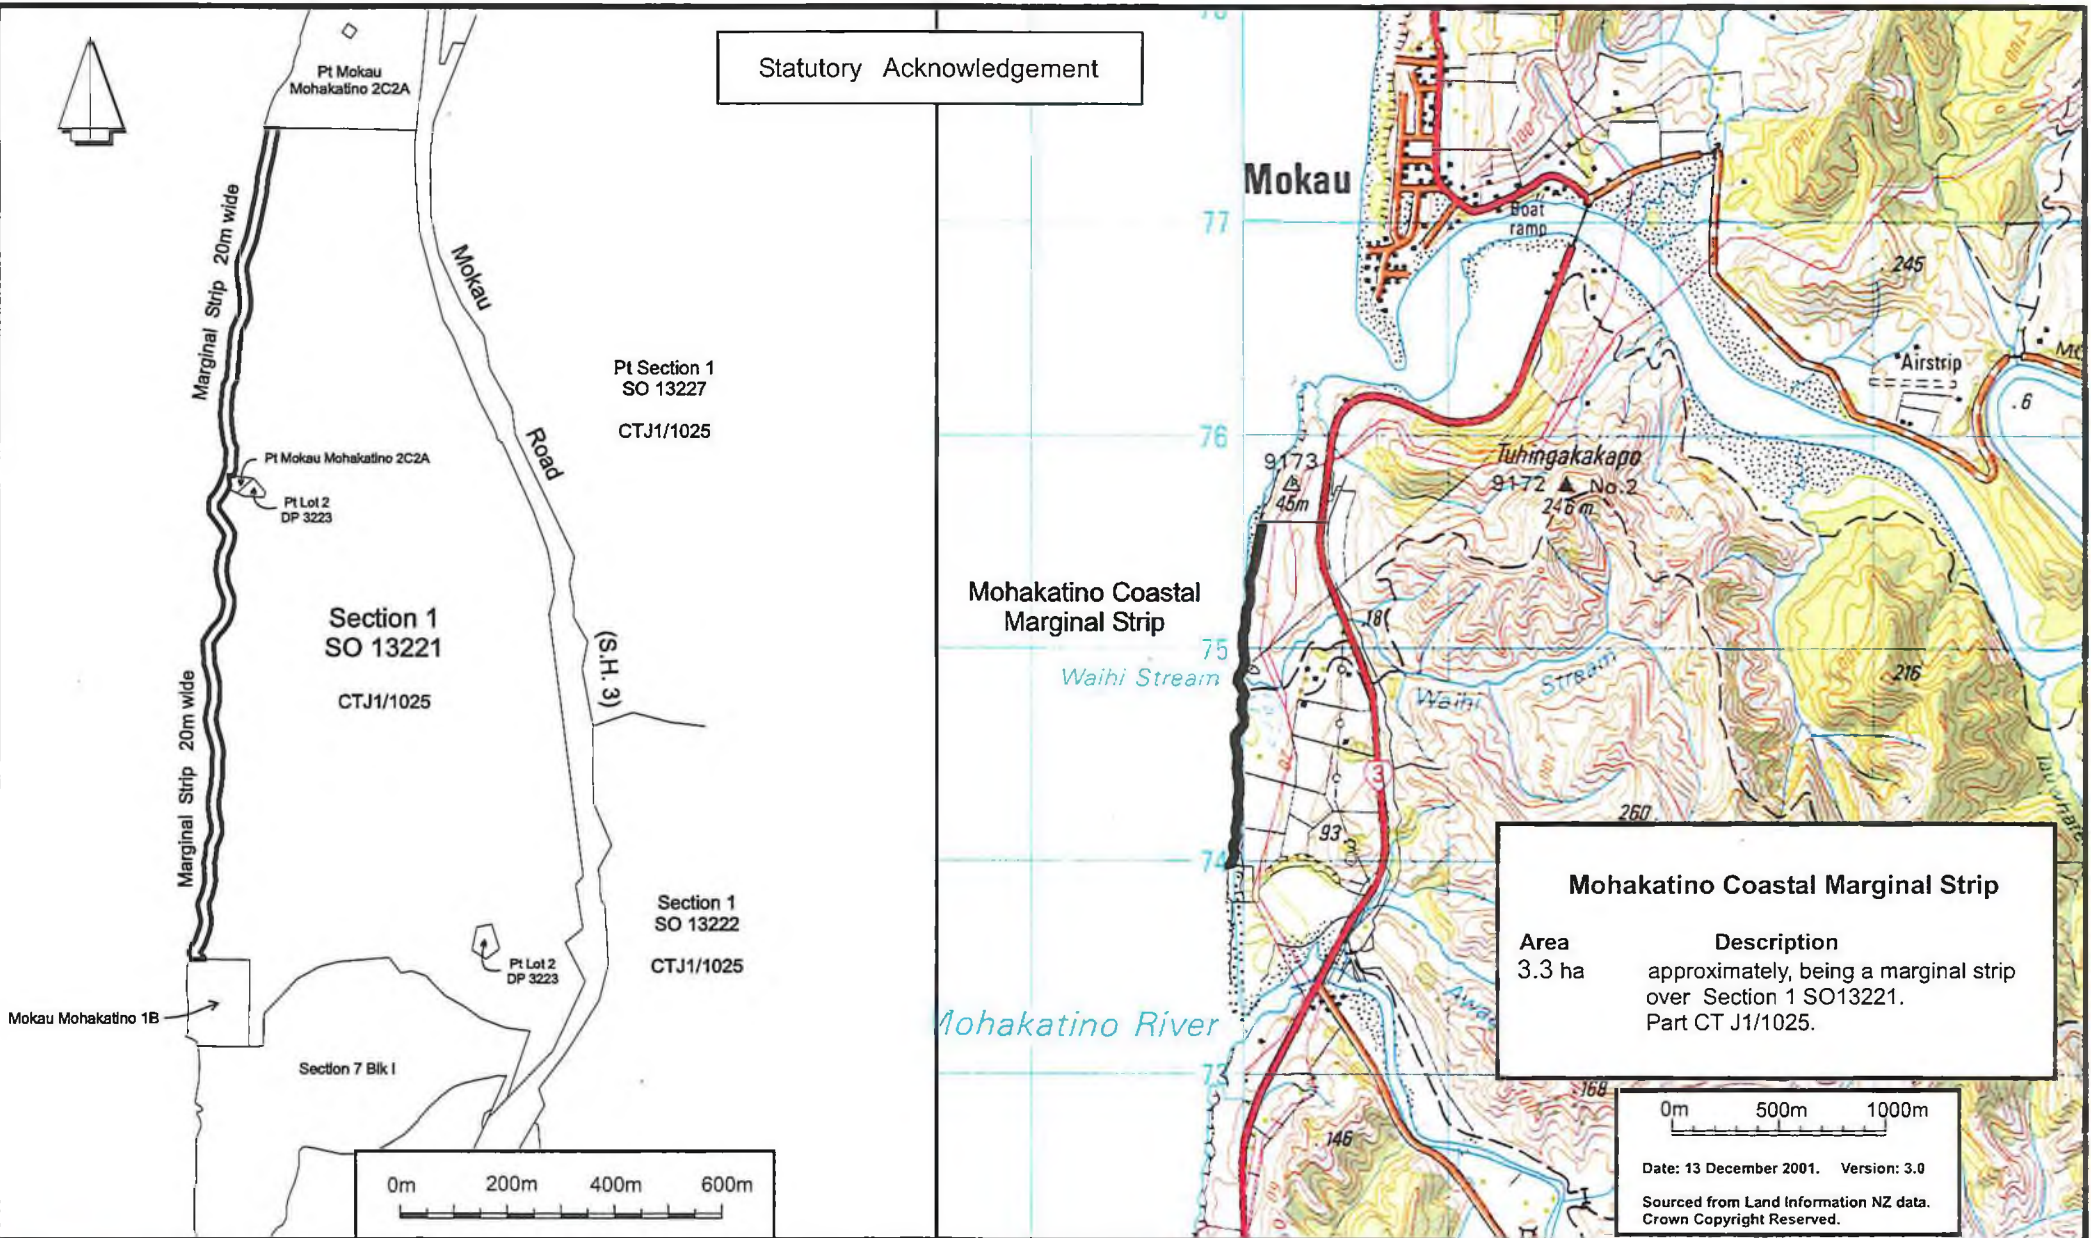 Statutory Acknowledgement
Pt Mokau
Mohakatino 2C2A
Marginal Strip 20m wide
Mokau
Road
(S.H. 3)
Pt Section 1
SO 13227
CTJ1/1025
Pt Mokau Mohakatino 2C2A
Pt Lot 2
DP 3223
Section 1
SO 13221
CTJ1/1025
Marginal Strip 20m wide
Section 1
SO 13222
CTJ1/1025
Pt Lot 2
DP 3223
Mokau Mohakatino 1B
Section 7 Blk I
0m 200m 400m 600m
Mokau
Boat
ramp
77
245
Airstrip
.6
76
9173
45m
Tuhingakakapo
9172 No.2
246 m
100
Mohakatino Coastal
Marginal Strip
75
18
Waihi Stream
Waihi Stream
216
3
260
93
74
Mohakatino River
73
168
146
Mohakatino Coastal Marginal Strip
Area Description
3.3 ha approximately, being a marginal strip
over Section 1 SO13221.
Part CT J1/1025.
0m 500m 1000m
Date: 13 December 2001. Version: 3.0
Sourced from Land Information NZ data.
Crown Copyright Reserved.